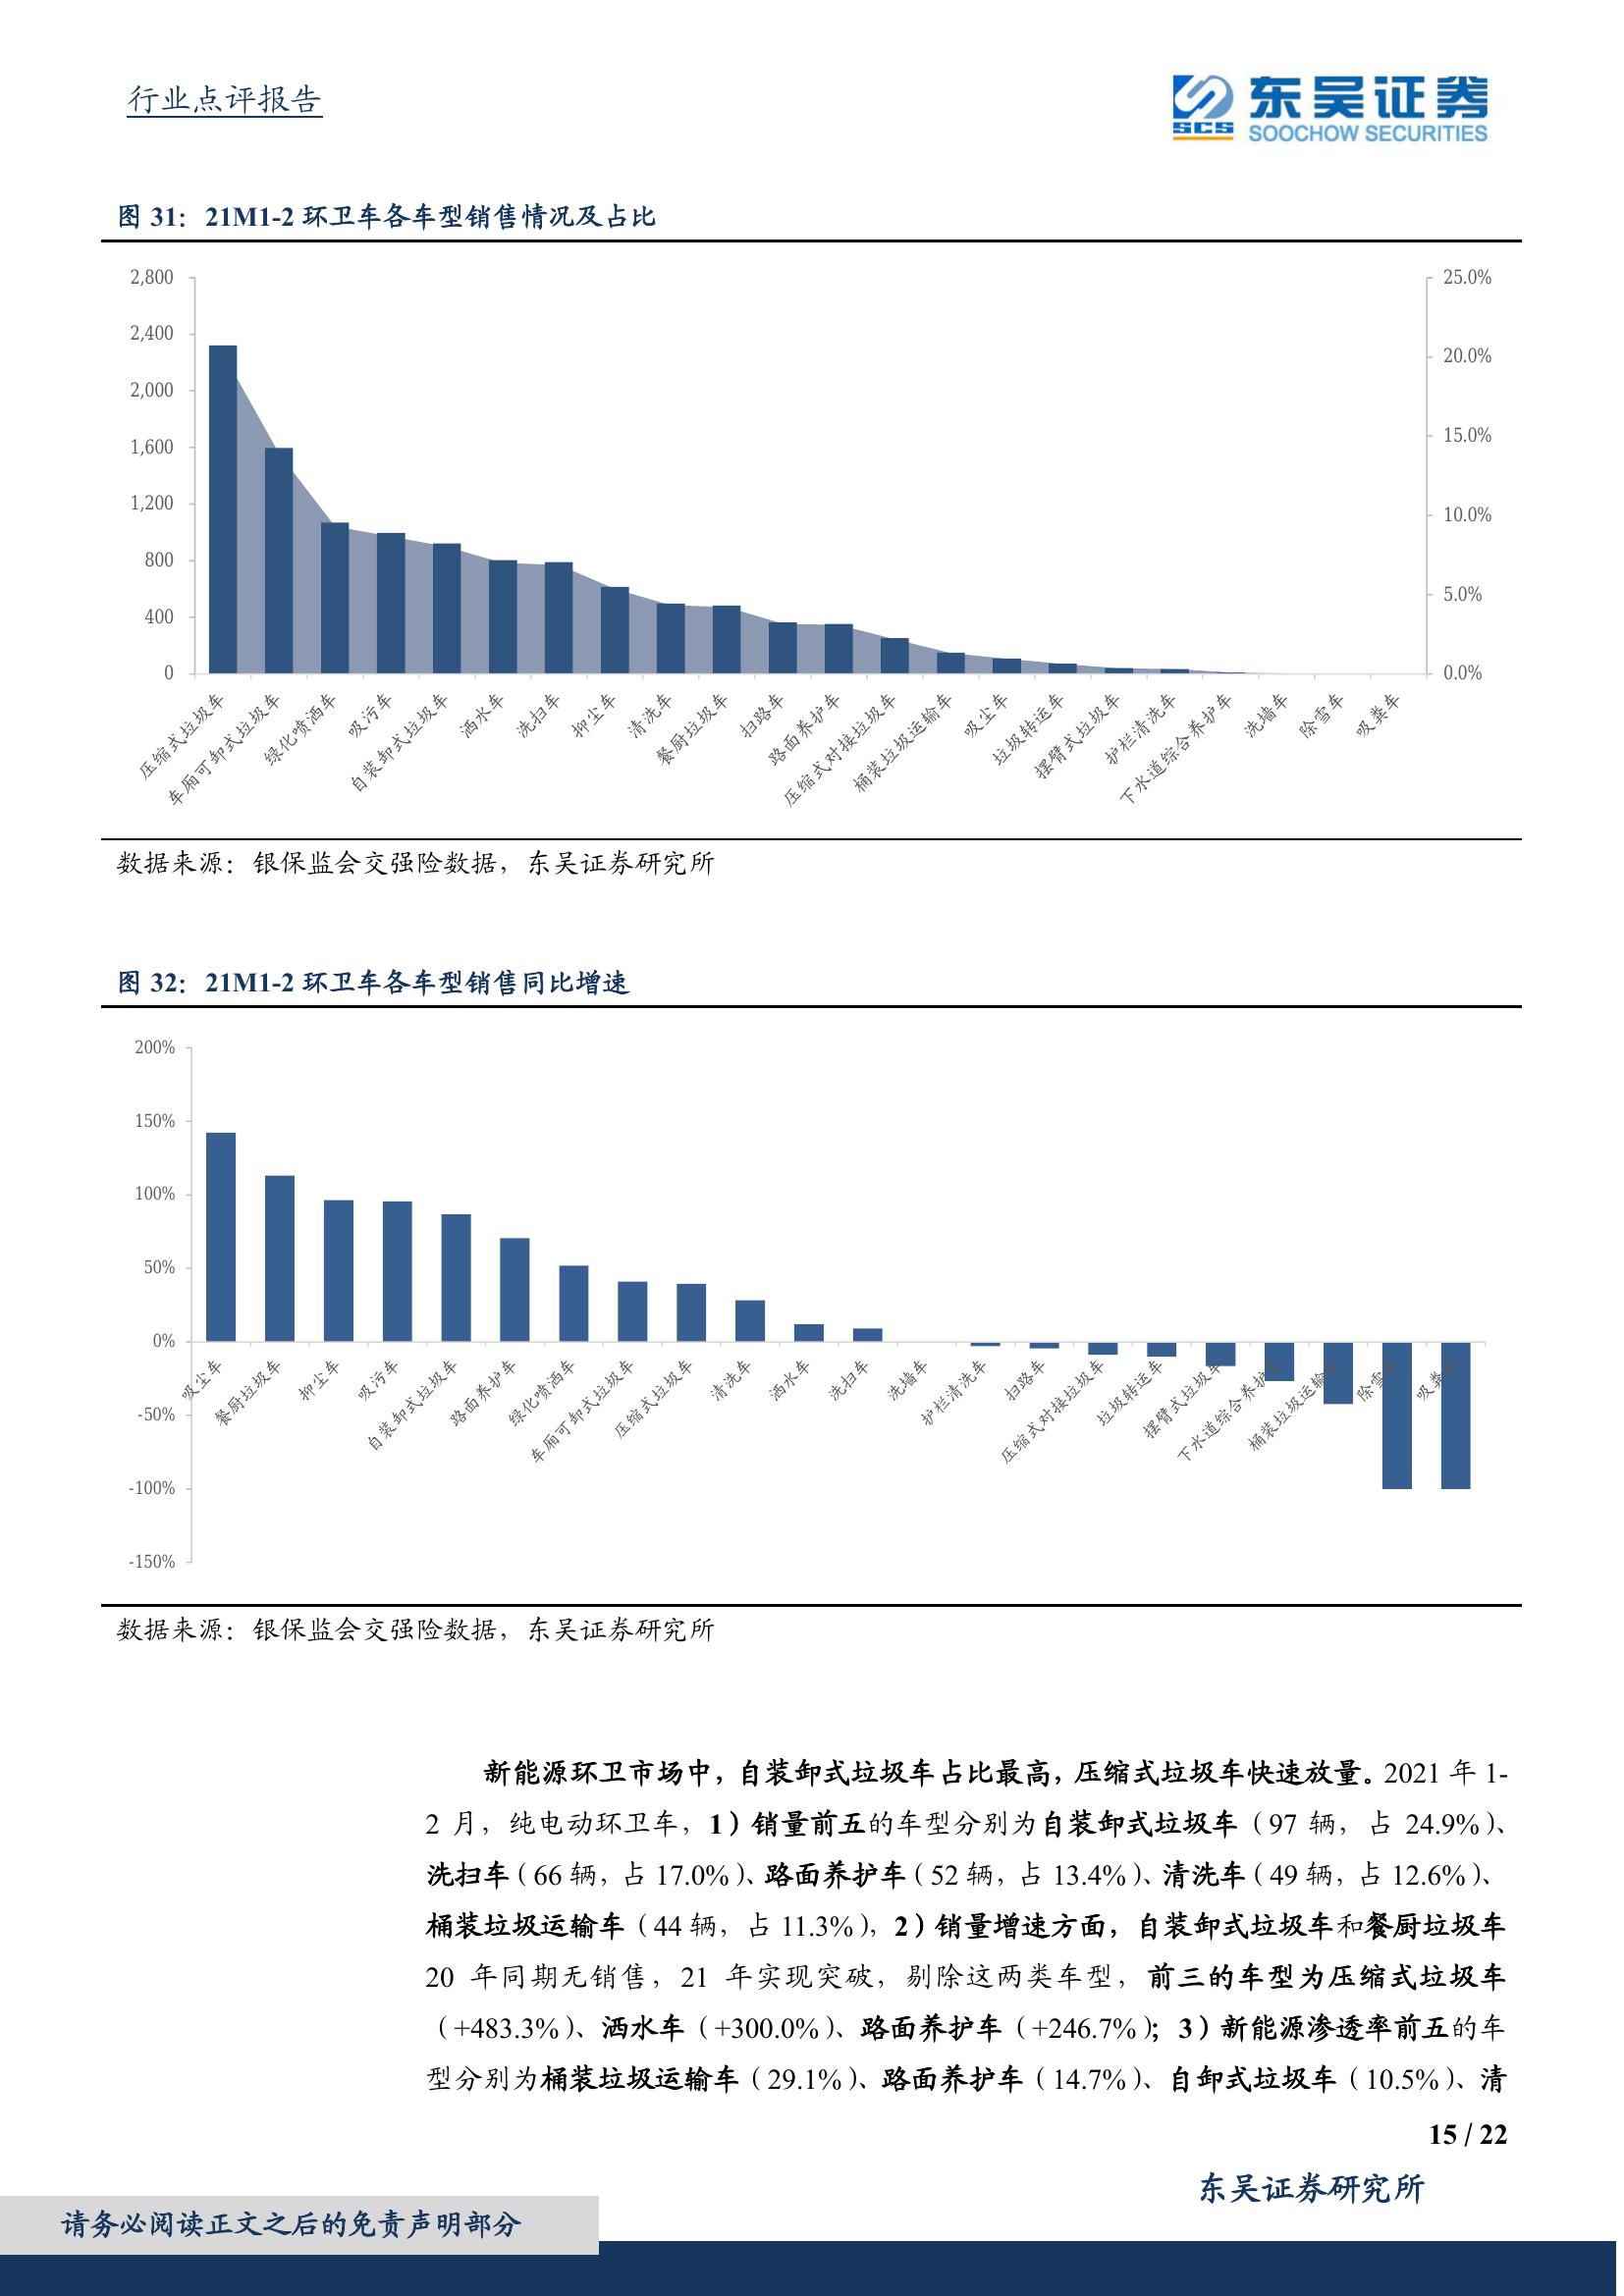 行业点评报告
东吴证券
SCS
SOOCHOW SECURITIES
图 31：21M1-2 环卫车各车型销售情况及占比
2,800
2,400
2,000
1,600
1,200
800
400
0
25.0%
20.0%
15.0%
10.0%
5.0%
0.0%
压缩式垃圾车
车厢可卸式垃圾车
绿化喷洒车
吸污车
自装卸式垃圾车
洒水车
洗扫车
抑尘车
清洗车
餐厨垃圾车
扫路车
路面养护车
压缩式对接垃圾车
桶装垃圾运输车
吸尘车
垃圾转运车
摆臂式垃圾车
护栏清洗车
下水道综合养护车
洗墙车
除雪车
吸粪车
数据来源：银保监会交强险数据，东吴证券研究所
图 32：21M1-2 环卫车各车型销售同比增速
200%
150%
100%
50%
0%
-50%
-100%
-150%
吸尘车
餐厨垃圾车
抑尘车
吸污车
自装卸式垃圾车
路面养护车
绿化喷洒车
车厢可卸式垃圾车
压缩式垃圾车
清洗车
洒水车
洗扫车
洗墙车
护栏清洗车
扫路车
压缩式对接垃圾车
垃圾转运车
摆臂式垃圾车
下水道综合养护
桶装垃圾运输
除雪
吸粪
数据来源：银保监会交强险数据，东吴证券研究所
新能源环卫市场中，自装卸式垃圾车占比最高，压缩式垃圾车快速放量。2021 年 1-
2 月，纯电动环卫车，1）销量前五的车型分别为自装卸式垃圾车（97 辆，占 24.9%）、
洗扫车（66 辆，占 17.0%）、路面养护车（52 辆，占 13.4%）、清洗车（49 辆，占 12.6%）、
桶装垃圾运输车（44 辆，占 11.3%），2）销量增速方面，自装卸式垃圾车和餐厨垃圾车
20 年同期无销售，21 年实现突破，剔除这两类车型，前三的车型为压缩式垃圾车
（+483.3%）、洒水车（+300.0%）、路面养护车（+246.7%）；3）新能源渗透率前五的车
型分别为桶装垃圾运输车（29.1%）、路面养护车（14.7%）、自卸式垃圾车（10.5%）、清
15 / 22
东吴证券研究所
请务必阅读正文之后的免责声明部分